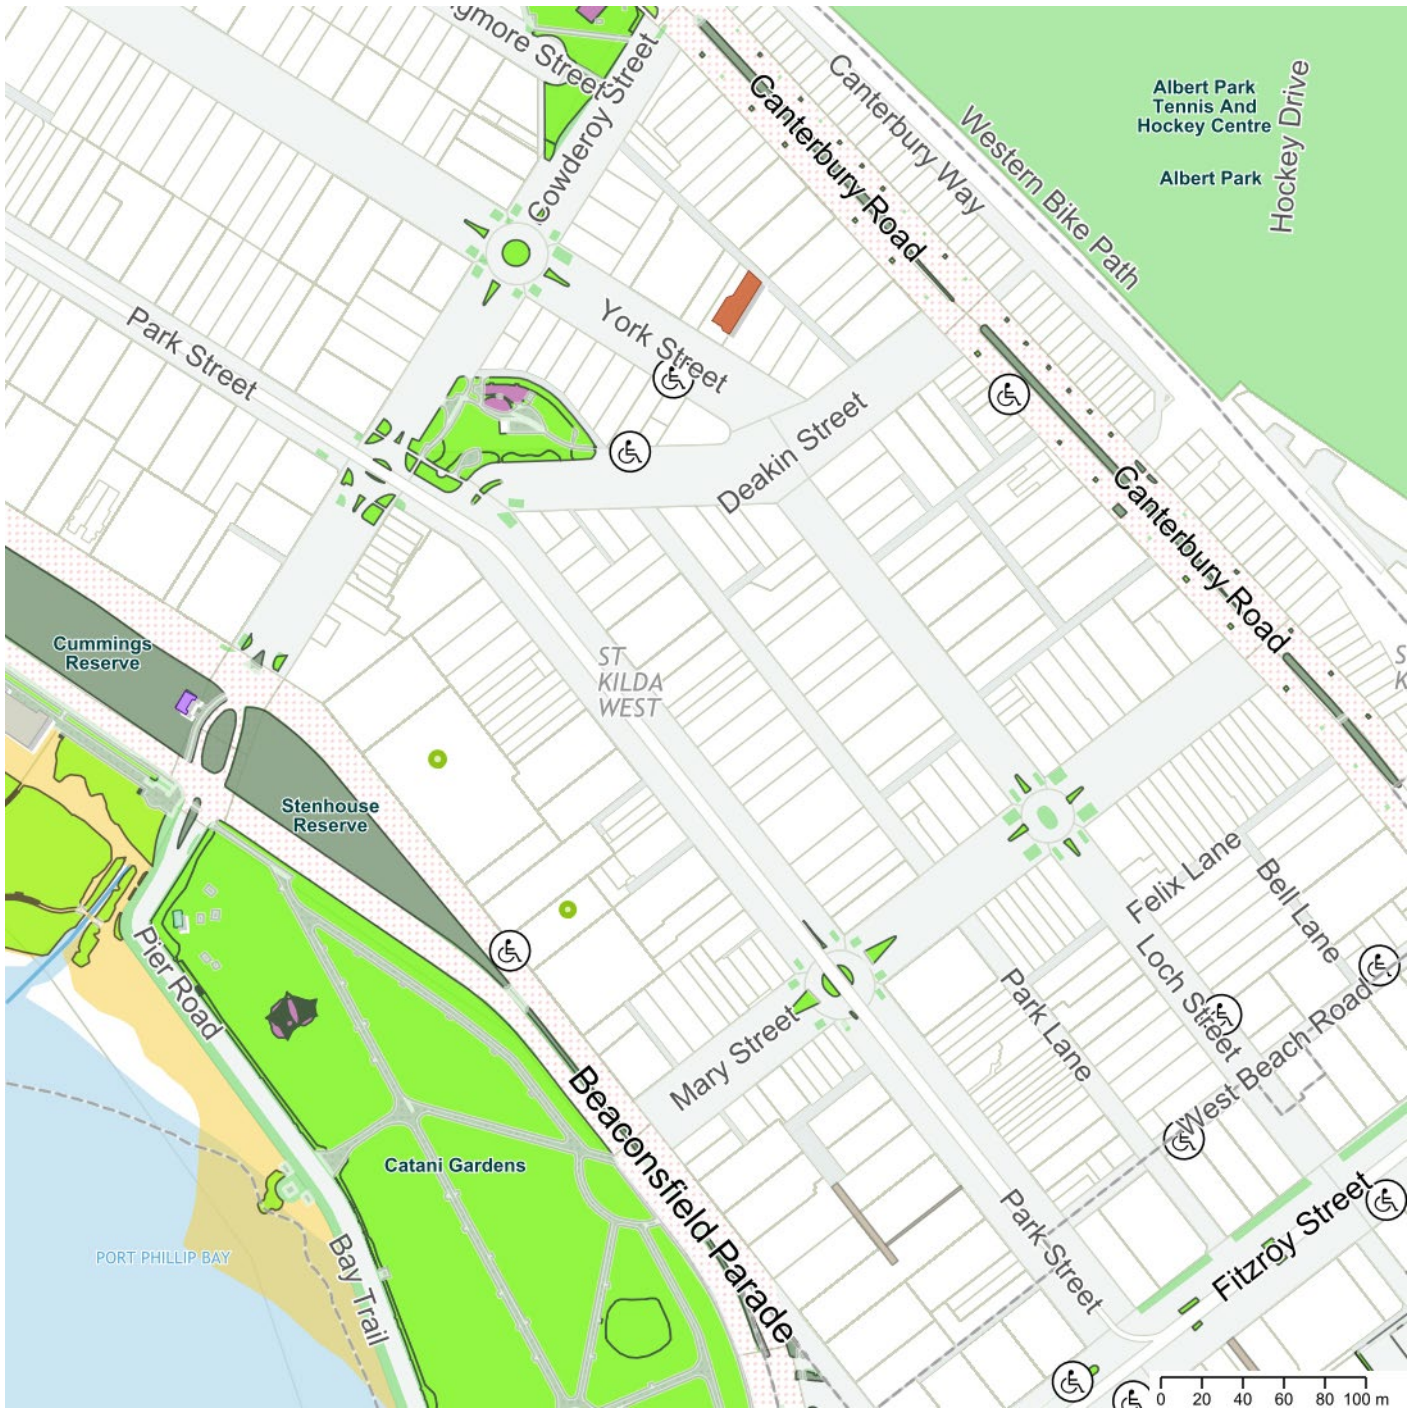 gmore Street
Cowderoy Street
Canterbury Road
Canterbury Way
Western Bike Path
Albert Park
Tennis And
Hockey Centre
Albert Park
Hockey Drive
Park Street
York Street
Deakin Street
Canterbury Road
Cummings
Reserve
ST
KILDA
WEST
S
K
Stenhouse
Reserve
Felix Lane
Bell Lane
Pier Road
Loch Street
Park Lane
Mary Street
West Beach Road
Beaconsfield Parade
Catani Gardens
PORT PHILLIP BAY
Bay Trail
Park Street
Fitzroy Street
0 20 40 60 80 100 m